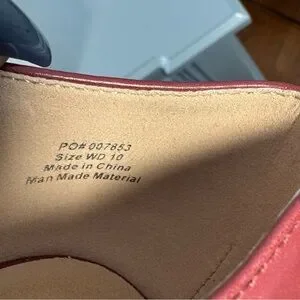 PO# 007853
Size WD 10
Made in China
Man Made Material